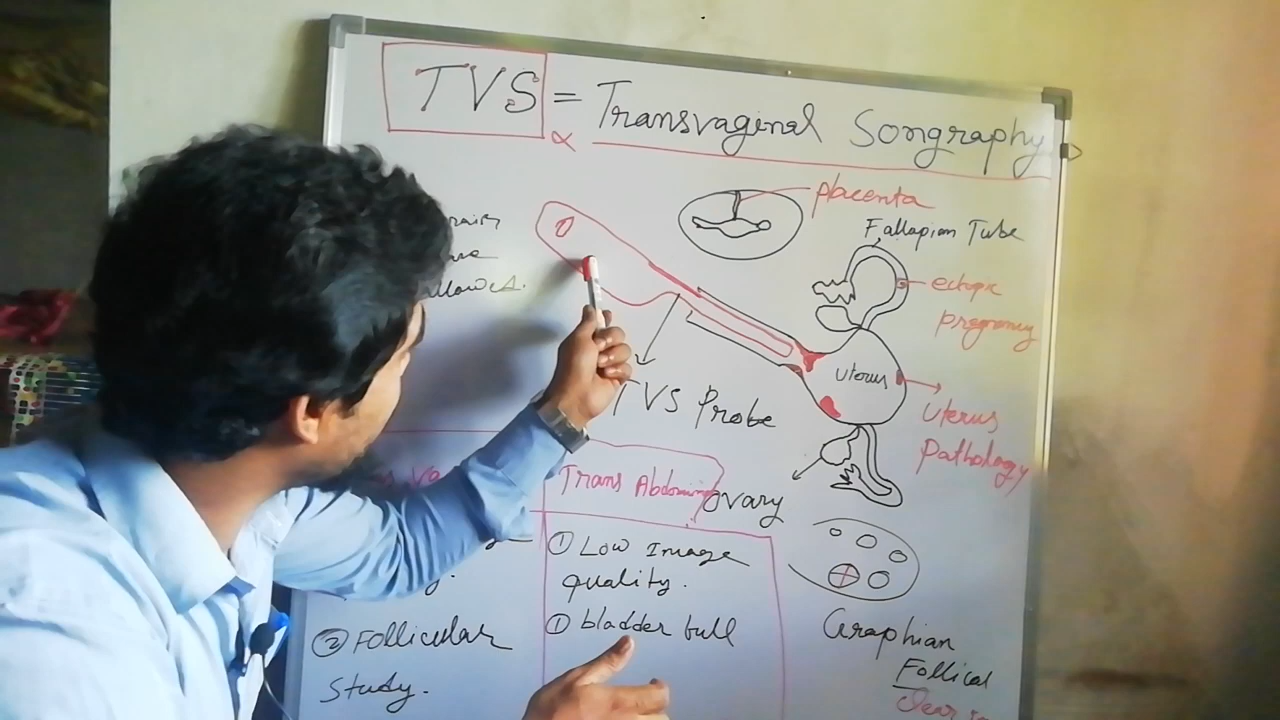 TVS = Transvaginal Songraphy
placenta
Fallapian Tube
ectopic
pregnancy
uterus
TVS Probe
uterus
pathology
ovary
Trans Abdominal
① Low Image
quality.
① bladder full
② Follicular
Study.
Graphian
Follical